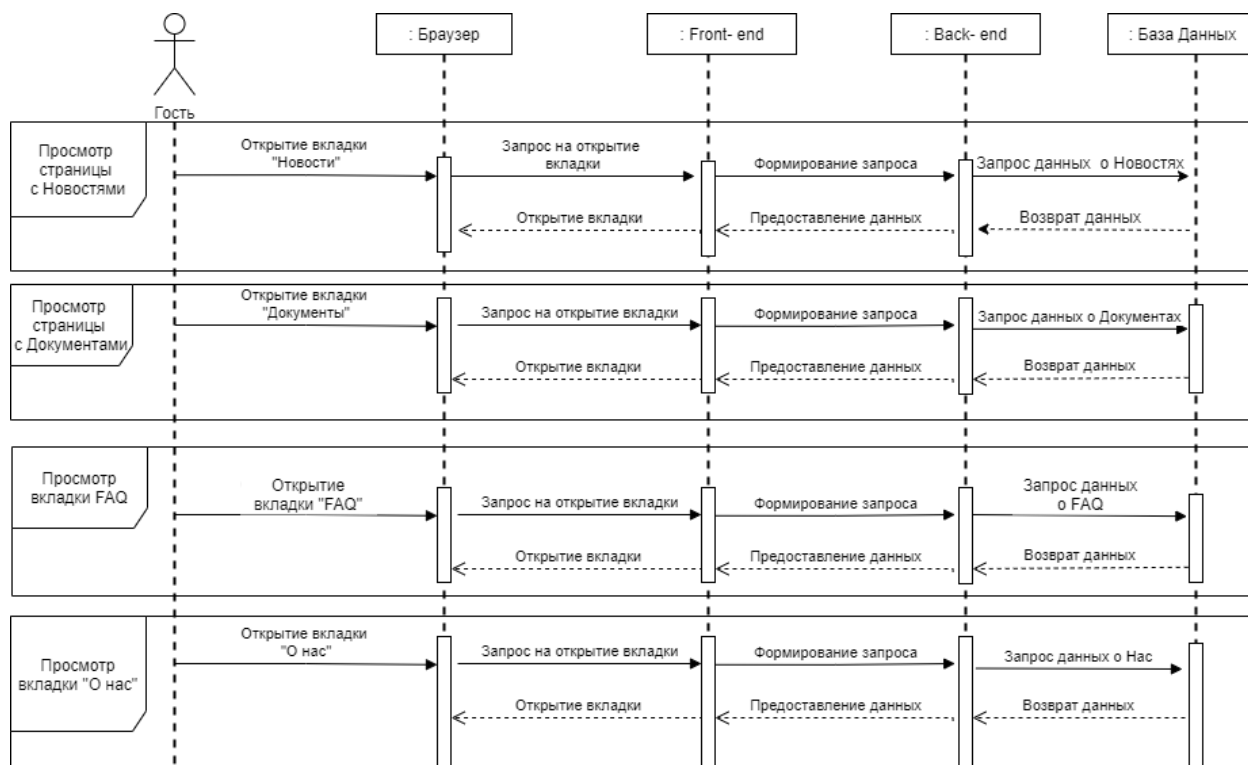 Гость
: Браузер
: Front- end
: Back- end
: База Данных
Просмотр
страницы
с Новостями
Открытие вкладки
"Новости"
Запрос на открытие
вкладки
Формирование запроса
Запрос данных о Новостях
Открытие вкладки
Предоставление данных
Возврат данных
Просмотр
страницы
с Документами
Открытие вкладки
"Документы"
Запрос на открытие вкладки
Формирование запроса
Запрос данных о Документах
Открытие вкладки
Предоставление данных
Возврат данных
Просмотр
вкладки FAQ
Открытие
вкладки "FAQ"
Запрос на открытие вкладки
Формирование запроса
Запрос данных
о FAQ
Открытие вкладки
Предоставление данных
Возврат данных
Просмотр
вкладки "О нас"
Открытие вкладки
"О нас"
Запрос на открытие вкладки
Формирование запроса
Запрос данных о Нас
Открытие вкладки
Предоставление данных
Возврат данных